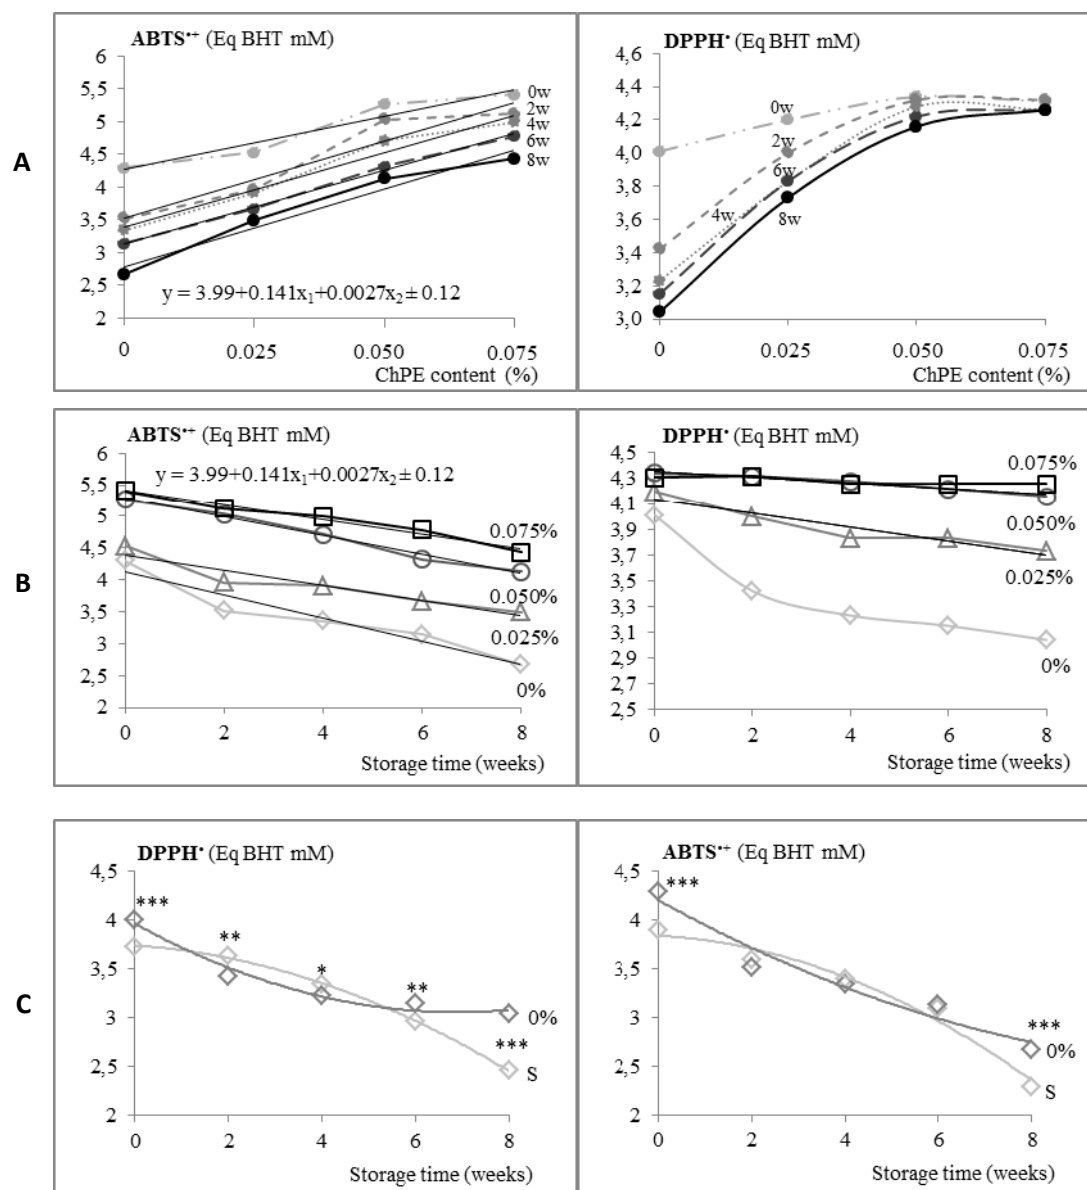 A
ABTS•+ (Eq BHT mM)
6
5,5
5
4,5
4
3,5
3
2,5
2
0w
2w
4w
6w
8w
y = 3.99+0.141x₁+0.0027x₂ ± 0.12
0 0.025 0.050 0.075
ChPE content (%)
DPPH• (Eq BHT mM)
4,6
4,4
4,2
4,0
3,8
3,6
3,4
3,2
3,0
0w
2w
6w
4w
8w
0 0.025 0.050 0.075
ChPE content (%)
B
ABTS•+ (Eq BHT mM)
y = 3.99+0.141x₁+0.0027x₂ ± 0.12
6
5,5
5
4,5
4
3,5
3
2,5
2
0.075%
0.050%
0.025%
0%
0 2 4 6 8
Storage time (weeks)
DPPH• (Eq BHT mM)
4,5
4,3
4,1
3,9
3,7
3,5
3,3
3,1
2,9
2,7
2,5
0.075%
0.050%
0.025%
0%
0 2 4 6 8
Storage time (weeks)
C
DPPH• (Eq BHT mM)
4,5
4
3,5
3
2,5
2
***
**
*
**
***
0%
S
0 2 4 6 8
Storage time (weeks)
ABTS•+ (Eq BHT mM)
4,5
4
3,5
3
2,5
2
***
***
0%
S
0 2 4 6 8
Storage time (weeks)